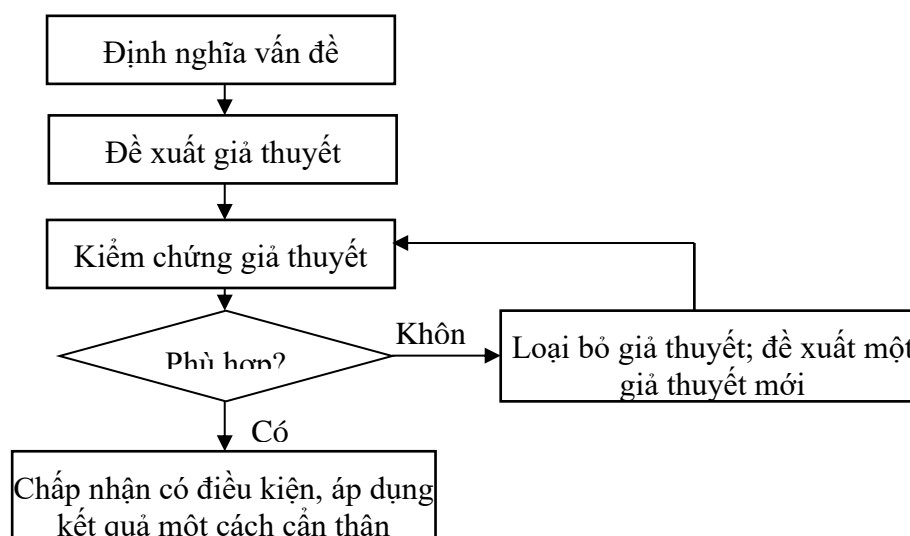 Định nghĩa vấn đề
Đề xuất giả thuyết
Kiểm chứng giả thuyết
Phù hợp?
Khôn
Loại bỏ giả thuyết; đề xuất một
giả thuyết mới
Có
Chấp nhận có điều kiện, áp dụng
kết quả một cách cẩn thận